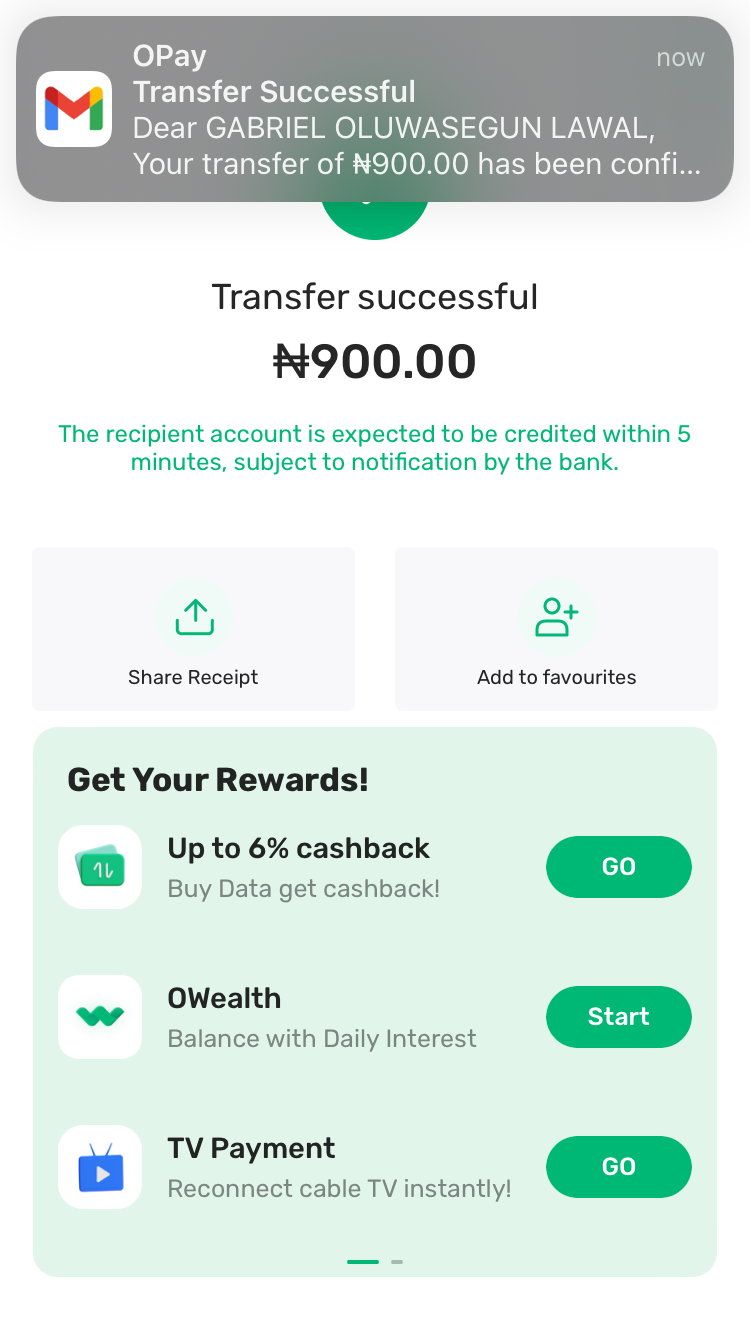 OPay now
Transfer Successful
Dear GABRIEL OLUWASEGUN LAWAL,
Your transfer of ₦900.00 has been confi...
Transfer successful
₦900.00
The recipient account is expected to be credited within 5
minutes, subject to notification by the bank.
Share Receipt
Add to favourites
Get Your Rewards!
Up to 6% cashback
Buy Data get cashback!
GO
OWealth
Balance with Daily Interest
Start
TV Payment
Reconnect cable TV instantly!
GO